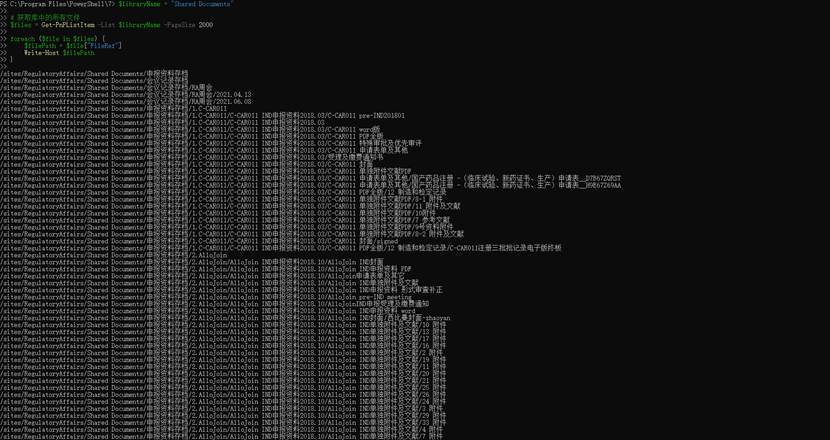 PS C:\Program Files\PowerShell\7> $libraryName = "Shared Documents"
>>
>> # 获取库中的所有文件
>> $files = Get-PnPListItem -List $libraryName -PageSize 2000
>>
>> foreach ($file in $files) {
>>     $filePath = $file["FileRef"]
>>     Write-Host $filePath
>> }
>>
/sites/RegulatoryAffairs/Shared Documents/申报资料存档
/sites/RegulatoryAffairs/Shared Documents/会议记录存档
/sites/RegulatoryAffairs/Shared Documents/会议记录存档/RA周会
/sites/RegulatoryAffairs/Shared Documents/会议记录存档/RA周会/2021.04.13
/sites/RegulatoryAffairs/Shared Documents/会议记录存档/RA周会/2021.06.08
/sites/RegulatoryAffairs/Shared Documents/申报资料存档/1.C-CAR011
/sites/RegulatoryAffairs/Shared Documents/申报资料存档/1.C-CAR011/C-CAR011 IND申报资料2018.03/C-CAR011 pre-IND201801
/sites/RegulatoryAffairs/Shared Documents/申报资料存档/1.C-CAR011/C-CAR011 IND申报资料2018.03
/sites/RegulatoryAffairs/Shared Documents/申报资料存档/1.C-CAR011/C-CAR011 IND申报资料2018.03/C-CAR011 word版
/sites/RegulatoryAffairs/Shared Documents/申报资料存档/1.C-CAR011/C-CAR011 IND申报资料2018.03/C-CAR011 PDF全版
/sites/RegulatoryAffairs/Shared Documents/申报资料存档/1.C-CAR011/C-CAR011 IND申报资料2018.03/C-CAR011 特殊审批及优先审评
/sites/RegulatoryAffairs/Shared Documents/申报资料存档/1.C-CAR011/C-CAR011 IND申报资料2018.03/C-CAR011 申请表单及其他
/sites/RegulatoryAffairs/Shared Documents/申报资料存档/1.C-CAR011/C-CAR011 IND申报资料2018.03/受理及缴费通知书
/sites/RegulatoryAffairs/Shared Documents/申报资料存档/1.C-CAR011/C-CAR011 IND申报资料2018.03/C-CAR011 封面
/sites/RegulatoryAffairs/Shared Documents/申报资料存档/1.C-CAR011/C-CAR011 IND申报资料2018.03/C-CAR011 单独附件文献PDF
/sites/RegulatoryAffairs/Shared Documents/申报资料存档/1.C-CAR011/C-CAR011 IND申报资料2018.03/C-CAR011 申请表单及其他/国产药品注册 -（临床试验、新药证书、生产）申请表__D7B67ZQRST
/sites/RegulatoryAffairs/Shared Documents/申报资料存档/1.C-CAR011/C-CAR011 IND申报资料2018.03/C-CAR011 申请表单及其他/国产药品注册 -（临床试验、新药证书、生产）申请表__H9E67Z69AA
/sites/RegulatoryAffairs/Shared Documents/申报资料存档/1.C-CAR011/C-CAR011 IND申报资料2018.03/C-CAR011 PDF全版/12 制造和检定记录
/sites/RegulatoryAffairs/Shared Documents/申报资料存档/1.C-CAR011/C-CAR011 IND申报资料2018.03/C-CAR011 单独附件文献PDF/8-1 附件
/sites/RegulatoryAffairs/Shared Documents/申报资料存档/1.C-CAR011/C-CAR011 IND申报资料2018.03/C-CAR011 单独附件文献PDF/11 附件及文献
/sites/RegulatoryAffairs/Shared Documents/申报资料存档/1.C-CAR011/C-CAR011 IND申报资料2018.03/C-CAR011 单独附件文献PDF/10附件
/sites/RegulatoryAffairs/Shared Documents/申报资料存档/1.C-CAR011/C-CAR011 IND申报资料2018.03/C-CAR011 单独附件文献PDF/7 参考文献
/sites/RegulatoryAffairs/Shared Documents/申报资料存档/1.C-CAR011/C-CAR011 IND申报资料2018.03/C-CAR011 单独附件文献PDF/9号资料附件
/sites/RegulatoryAffairs/Shared Documents/申报资料存档/1.C-CAR011/C-CAR011 IND申报资料2018.03/C-CAR011 单独附件文献PDF/8-2 附件及文献
/sites/RegulatoryAffairs/Shared Documents/申报资料存档/1.C-CAR011/C-CAR011 IND申报资料2018.03/C-CAR011 封面/signed
/sites/RegulatoryAffairs/Shared Documents/申报资料存档/1.C-CAR011/C-CAR011 IND申报资料2018.03/C-CAR011 PDF全版/12 制造和检定记录/C-CAR011注册三批批记录电子版终板
/sites/RegulatoryAffairs/Shared Documents/申报资料存档/2.AlloJoin
/sites/RegulatoryAffairs/Shared Documents/申报资料存档/2.AlloJoin/AlloJoin IND申报资料2018.10/AlloJoin IND封面
/sites/RegulatoryAffairs/Shared Documents/申报资料存档/2.AlloJoin/AlloJoin IND申报资料2018.10/AlloJoin IND申报资料 PDF
/sites/RegulatoryAffairs/Shared Documents/申报资料存档/2.AlloJoin/AlloJoin IND申报资料2018.10/AlloJoin申请表单及其它
/sites/RegulatoryAffairs/Shared Documents/申报资料存档/2.AlloJoin/AlloJoin IND申报资料2018.10/AlloJoin IND单独附件及文献
/sites/RegulatoryAffairs/Shared Documents/申报资料存档/2.AlloJoin/AlloJoin IND申报资料2018.10/AlloJoin IND申报资料 形式审查补正
/sites/RegulatoryAffairs/Shared Documents/申报资料存档/2.AlloJoin/AlloJoin IND申报资料2018.10/AlloJoin pre-IND meeting
/sites/RegulatoryAffairs/Shared Documents/申报资料存档/2.AlloJoin/AlloJoin IND申报资料2018.10/AlloJoinIND申报受理及缴费通知
/sites/RegulatoryAffairs/Shared Documents/申报资料存档/2.AlloJoin/AlloJoin IND申报资料2018.10/AlloJoin IND申报资料 word
/sites/RegulatoryAffairs/Shared Documents/申报资料存档/2.AlloJoin/AlloJoin IND申报资料2018.10/AlloJoin IND封面/西比曼封面-zhaoyan
/sites/RegulatoryAffairs/Shared Documents/申报资料存档/2.AlloJoin/AlloJoin IND申报资料2018.10/AlloJoin IND单独附件及文献/10 附件
/sites/RegulatoryAffairs/Shared Documents/申报资料存档/2.AlloJoin/AlloJoin IND申报资料2018.10/AlloJoin IND单独附件及文献/13 附件
/sites/RegulatoryAffairs/Shared Documents/申报资料存档/2.AlloJoin/AlloJoin IND申报资料2018.10/AlloJoin IND单独附件及文献/17 附件
/sites/RegulatoryAffairs/Shared Documents/申报资料存档/2.AlloJoin/AlloJoin IND申报资料2018.10/AlloJoin IND单独附件及文献/16 附件
/sites/RegulatoryAffairs/Shared Documents/申报资料存档/2.AlloJoin/AlloJoin IND申报资料2018.10/AlloJoin IND单独附件及文献/2 附件
/sites/RegulatoryAffairs/Shared Documents/申报资料存档/2.AlloJoin/AlloJoin IND申报资料2018.10/AlloJoin IND单独附件及文献/19 附件
/sites/RegulatoryAffairs/Shared Documents/申报资料存档/2.AlloJoin/AlloJoin IND申报资料2018.10/AlloJoin IND单独附件及文献/11 附件
/sites/RegulatoryAffairs/Shared Documents/申报资料存档/2.AlloJoin/AlloJoin IND申报资料2018.10/AlloJoin IND单独附件及文献/20 附件
/sites/RegulatoryAffairs/Shared Documents/申报资料存档/2.AlloJoin/AlloJoin IND申报资料2018.10/AlloJoin IND单独附件及文献/21 附件
/sites/RegulatoryAffairs/Shared Documents/申报资料存档/2.AlloJoin/AlloJoin IND申报资料2018.10/AlloJoin IND单独附件及文献/25 附件
/sites/RegulatoryAffairs/Shared Documents/申报资料存档/2.AlloJoin/AlloJoin IND申报资料2018.10/AlloJoin IND单独附件及文献/26 附件
/sites/RegulatoryAffairs/Shared Documents/申报资料存档/2.AlloJoin/AlloJoin IND申报资料2018.10/AlloJoin IND单独附件及文献/24 附件
/sites/RegulatoryAffairs/Shared Documents/申报资料存档/2.AlloJoin/AlloJoin IND申报资料2018.10/AlloJoin IND单独附件及文献/3 附件
/sites/RegulatoryAffairs/Shared Documents/申报资料存档/2.AlloJoin/AlloJoin IND申报资料2018.10/AlloJoin IND单独附件及文献/29 附件
/sites/RegulatoryAffairs/Shared Documents/申报资料存档/2.AlloJoin/AlloJoin IND申报资料2018.10/AlloJoin IND单独附件及文献/33 附件
/sites/RegulatoryAffairs/Shared Documents/申报资料存档/2.AlloJoin/AlloJoin IND申报资料2018.10/AlloJoin IND单独附件及文献/4 附件
/sites/RegulatoryAffairs/Shared Documents/申报资料存档/2.AlloJoin/AlloJoin IND申报资料2018.10/AlloJoin IND单独附件及文献/7 附件